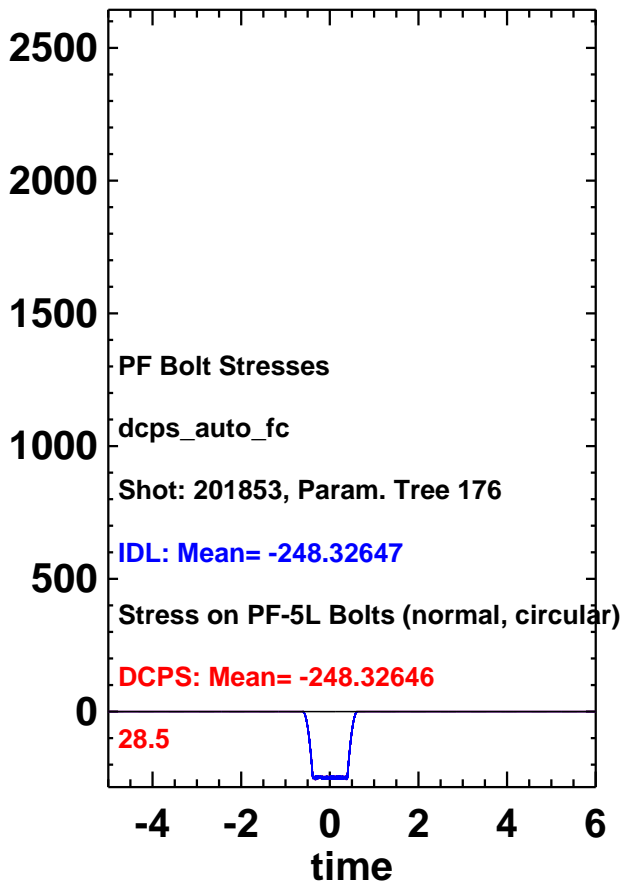 2500
2000
1500
PF Bolt Stresses
dcps_auto_fc
1000
Shot: 201853, Param. Tree 176
IDL: Mean= -248.32647
500
Stress on PF-5L Bolts (normal, circular)
DCPS: Mean= -248.32646
0
28.5
-4 -2 0 2 4 6
time